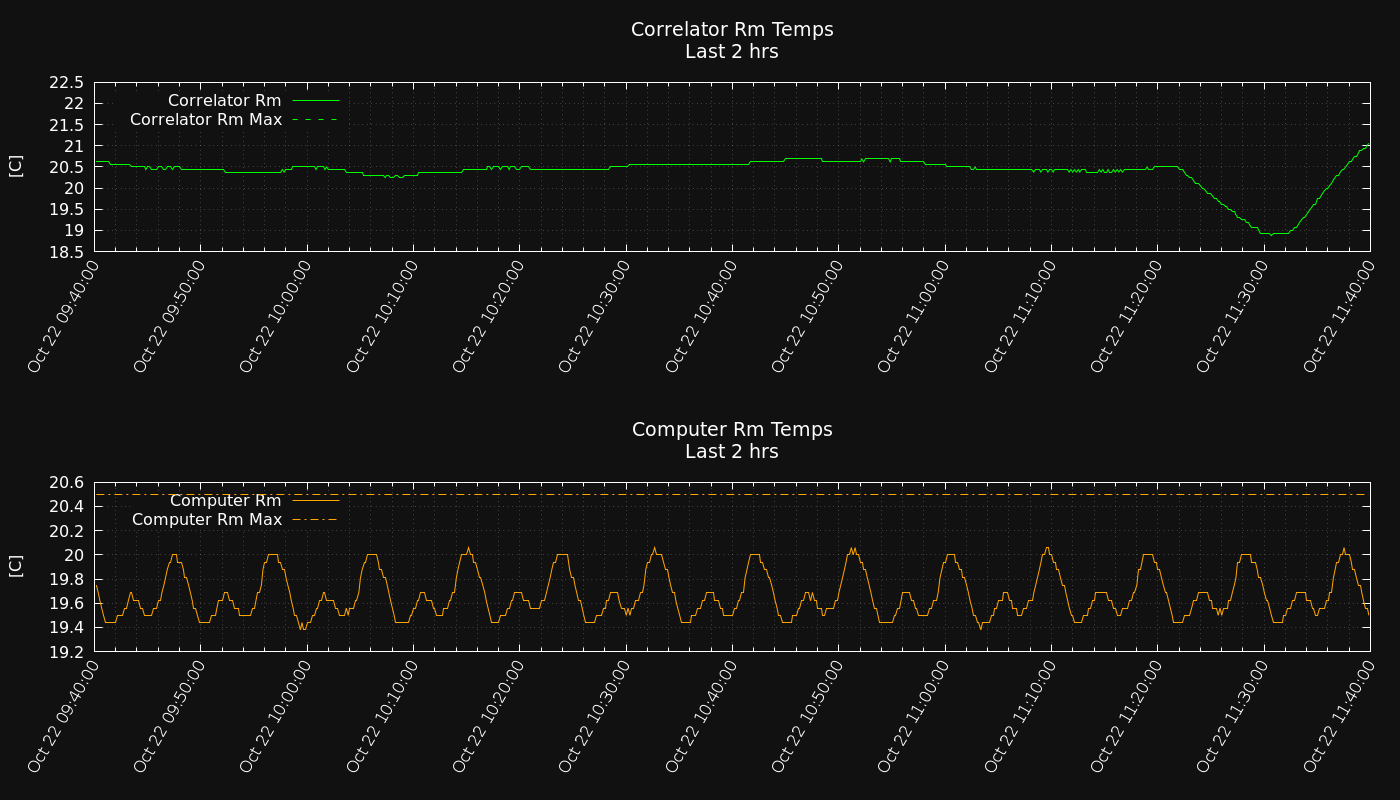 Correlator Rm Temps
Last 2 hrs
[C]
22.5
22
21.5
21
20.5
20
19.5
19
18.5
Correlator Rm
Correlator Rm Max
Oct 22 09:40:00
Oct 22 09:50:00
Oct 22 10:00:00
Oct 22 10:10:00
Oct 22 10:20:00
Oct 22 10:30:00
Oct 22 10:40:00
Oct 22 10:50:00
Oct 22 11:00:00
Oct 22 11:10:00
Oct 22 11:20:00
Oct 22 11:30:00
Oct 22 11:40:00
Computer Rm Temps
Last 2 hrs
[C]
20.6
20.4
20.2
20
19.8
19.6
19.4
19.2
Computer Rm
Computer Rm Max
Oct 22 09:40:00
Oct 22 09:50:00
Oct 22 10:00:00
Oct 22 10:10:00
Oct 22 10:20:00
Oct 22 10:30:00
Oct 22 10:40:00
Oct 22 10:50:00
Oct 22 11:00:00
Oct 22 11:10:00
Oct 22 11:20:00
Oct 22 11:30:00
Oct 22 11:40:00